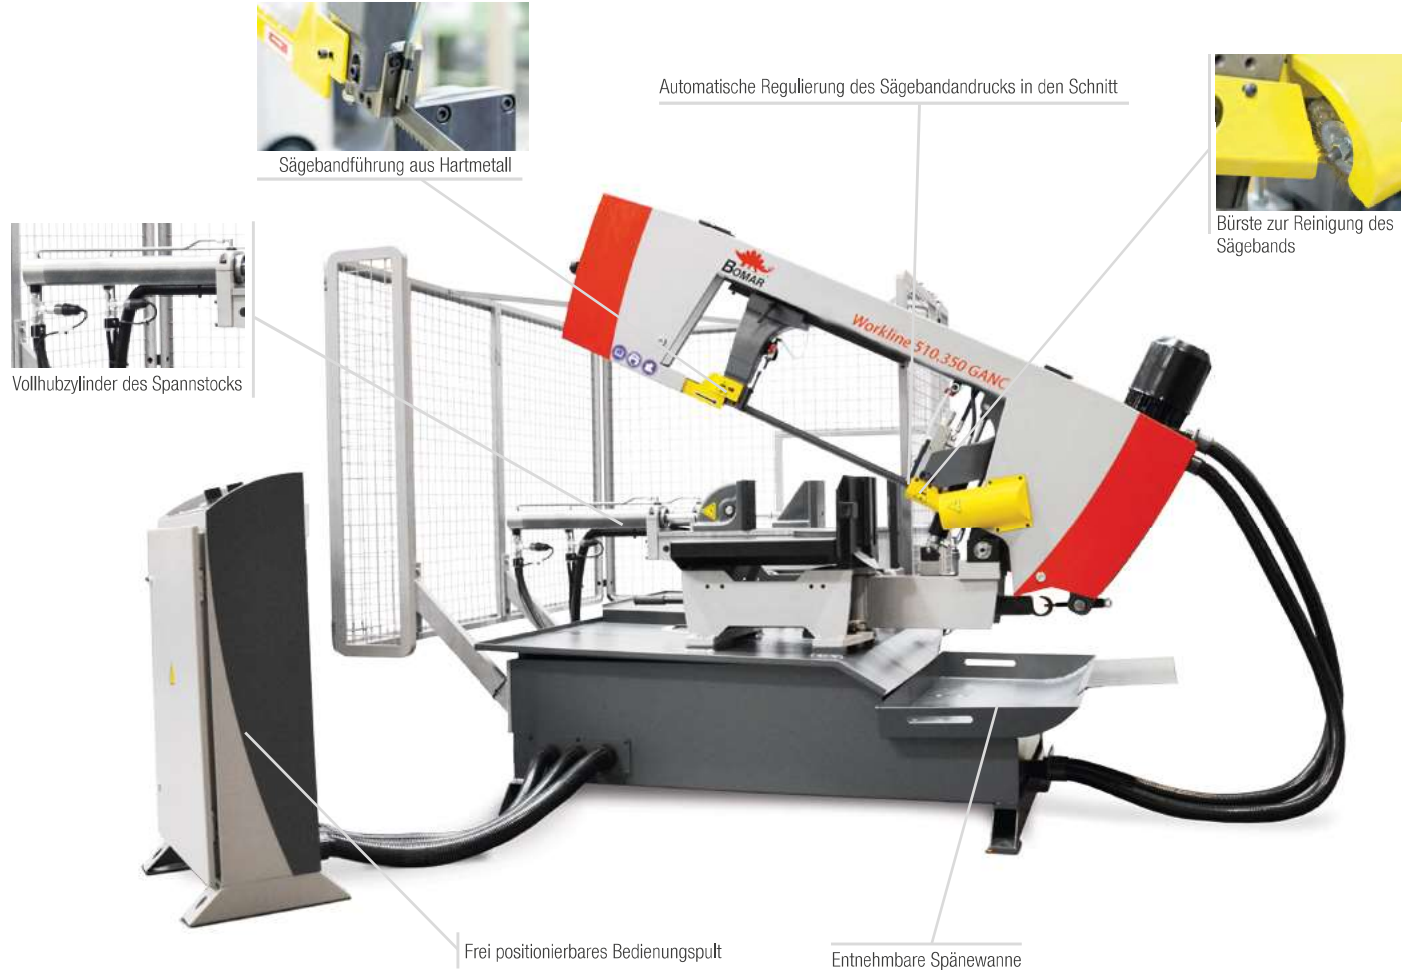 Automatische Regulierung des Sägebandandrucks in den Schnitt
Sägebandführung aus Hartmetall
Bürste zur Reinigung des
Sägebands
BOMAR
Workline 510.350 GANC
Vollhubzylinder des Spannstocks
Frei positionierbares Bedienungspult
Entnehmbare Spänewanne